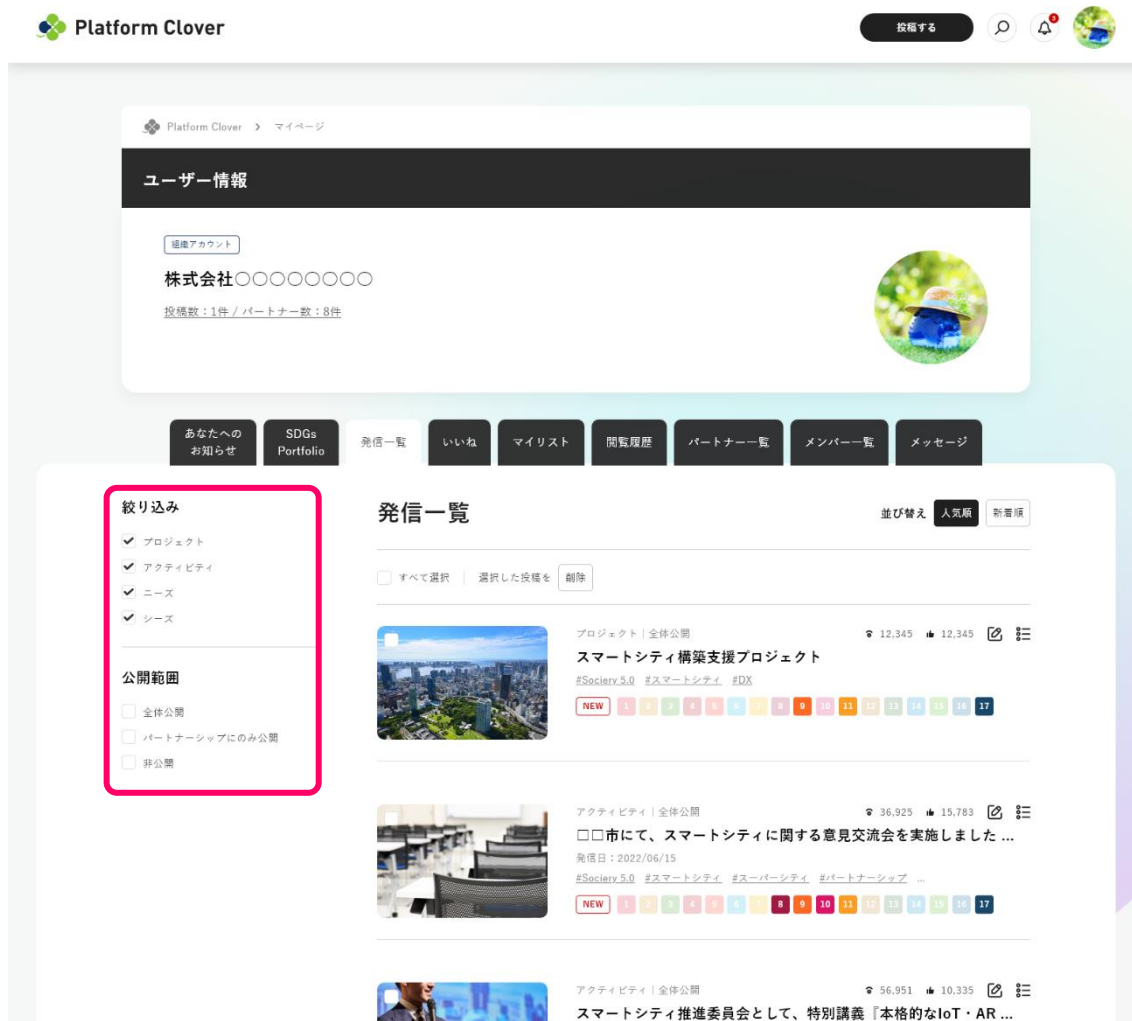 Platform Clover
投稿する
3
Platform Clover > マイページ
ユーザー情報
組織アカウント
株式会社○○○○○○○○
投稿数：1件 / パートナー数：8件
あなたへの
お知らせ
SDGs
Portfolio
発信一覧
いいね
マイリスト
閲覧履歴
パートナー一覧
メンバー一覧
メッセージ
絞り込み
プロジェクト
アクティビティ
ニーズ
シーズ
公開範囲
全体公開
パートナーシップにのみ公開
非公開
発信一覧
並び替え 人気順 新着順
すべて選択 | 選択した投稿を 削除
プロジェクト｜全体公開 12,345 12,345
スマートシティ構築支援プロジェクト
#Sociery 5.0 #スマートシティ #DX
NEW 1 2 3 4 5 6 7 8 9 10 11 12 13 14 15 16 17
アクティビティ｜全体公開 36,925 15,783
□□市にて、スマートシティに関する意見交流会を実施しました ...
発信日：2022/06/15
#Sociery 5.0 #スマートシティ #スーパーシティ #パートナーシップ ...
NEW 1 2 3 4 5 6 7 8 9 10 11 12 13 14 15 16 17
アクティビティ｜全体公開 56,951 10,335
スマートシティ推進委員会として、特別講義『本格的なIoT・AR ...